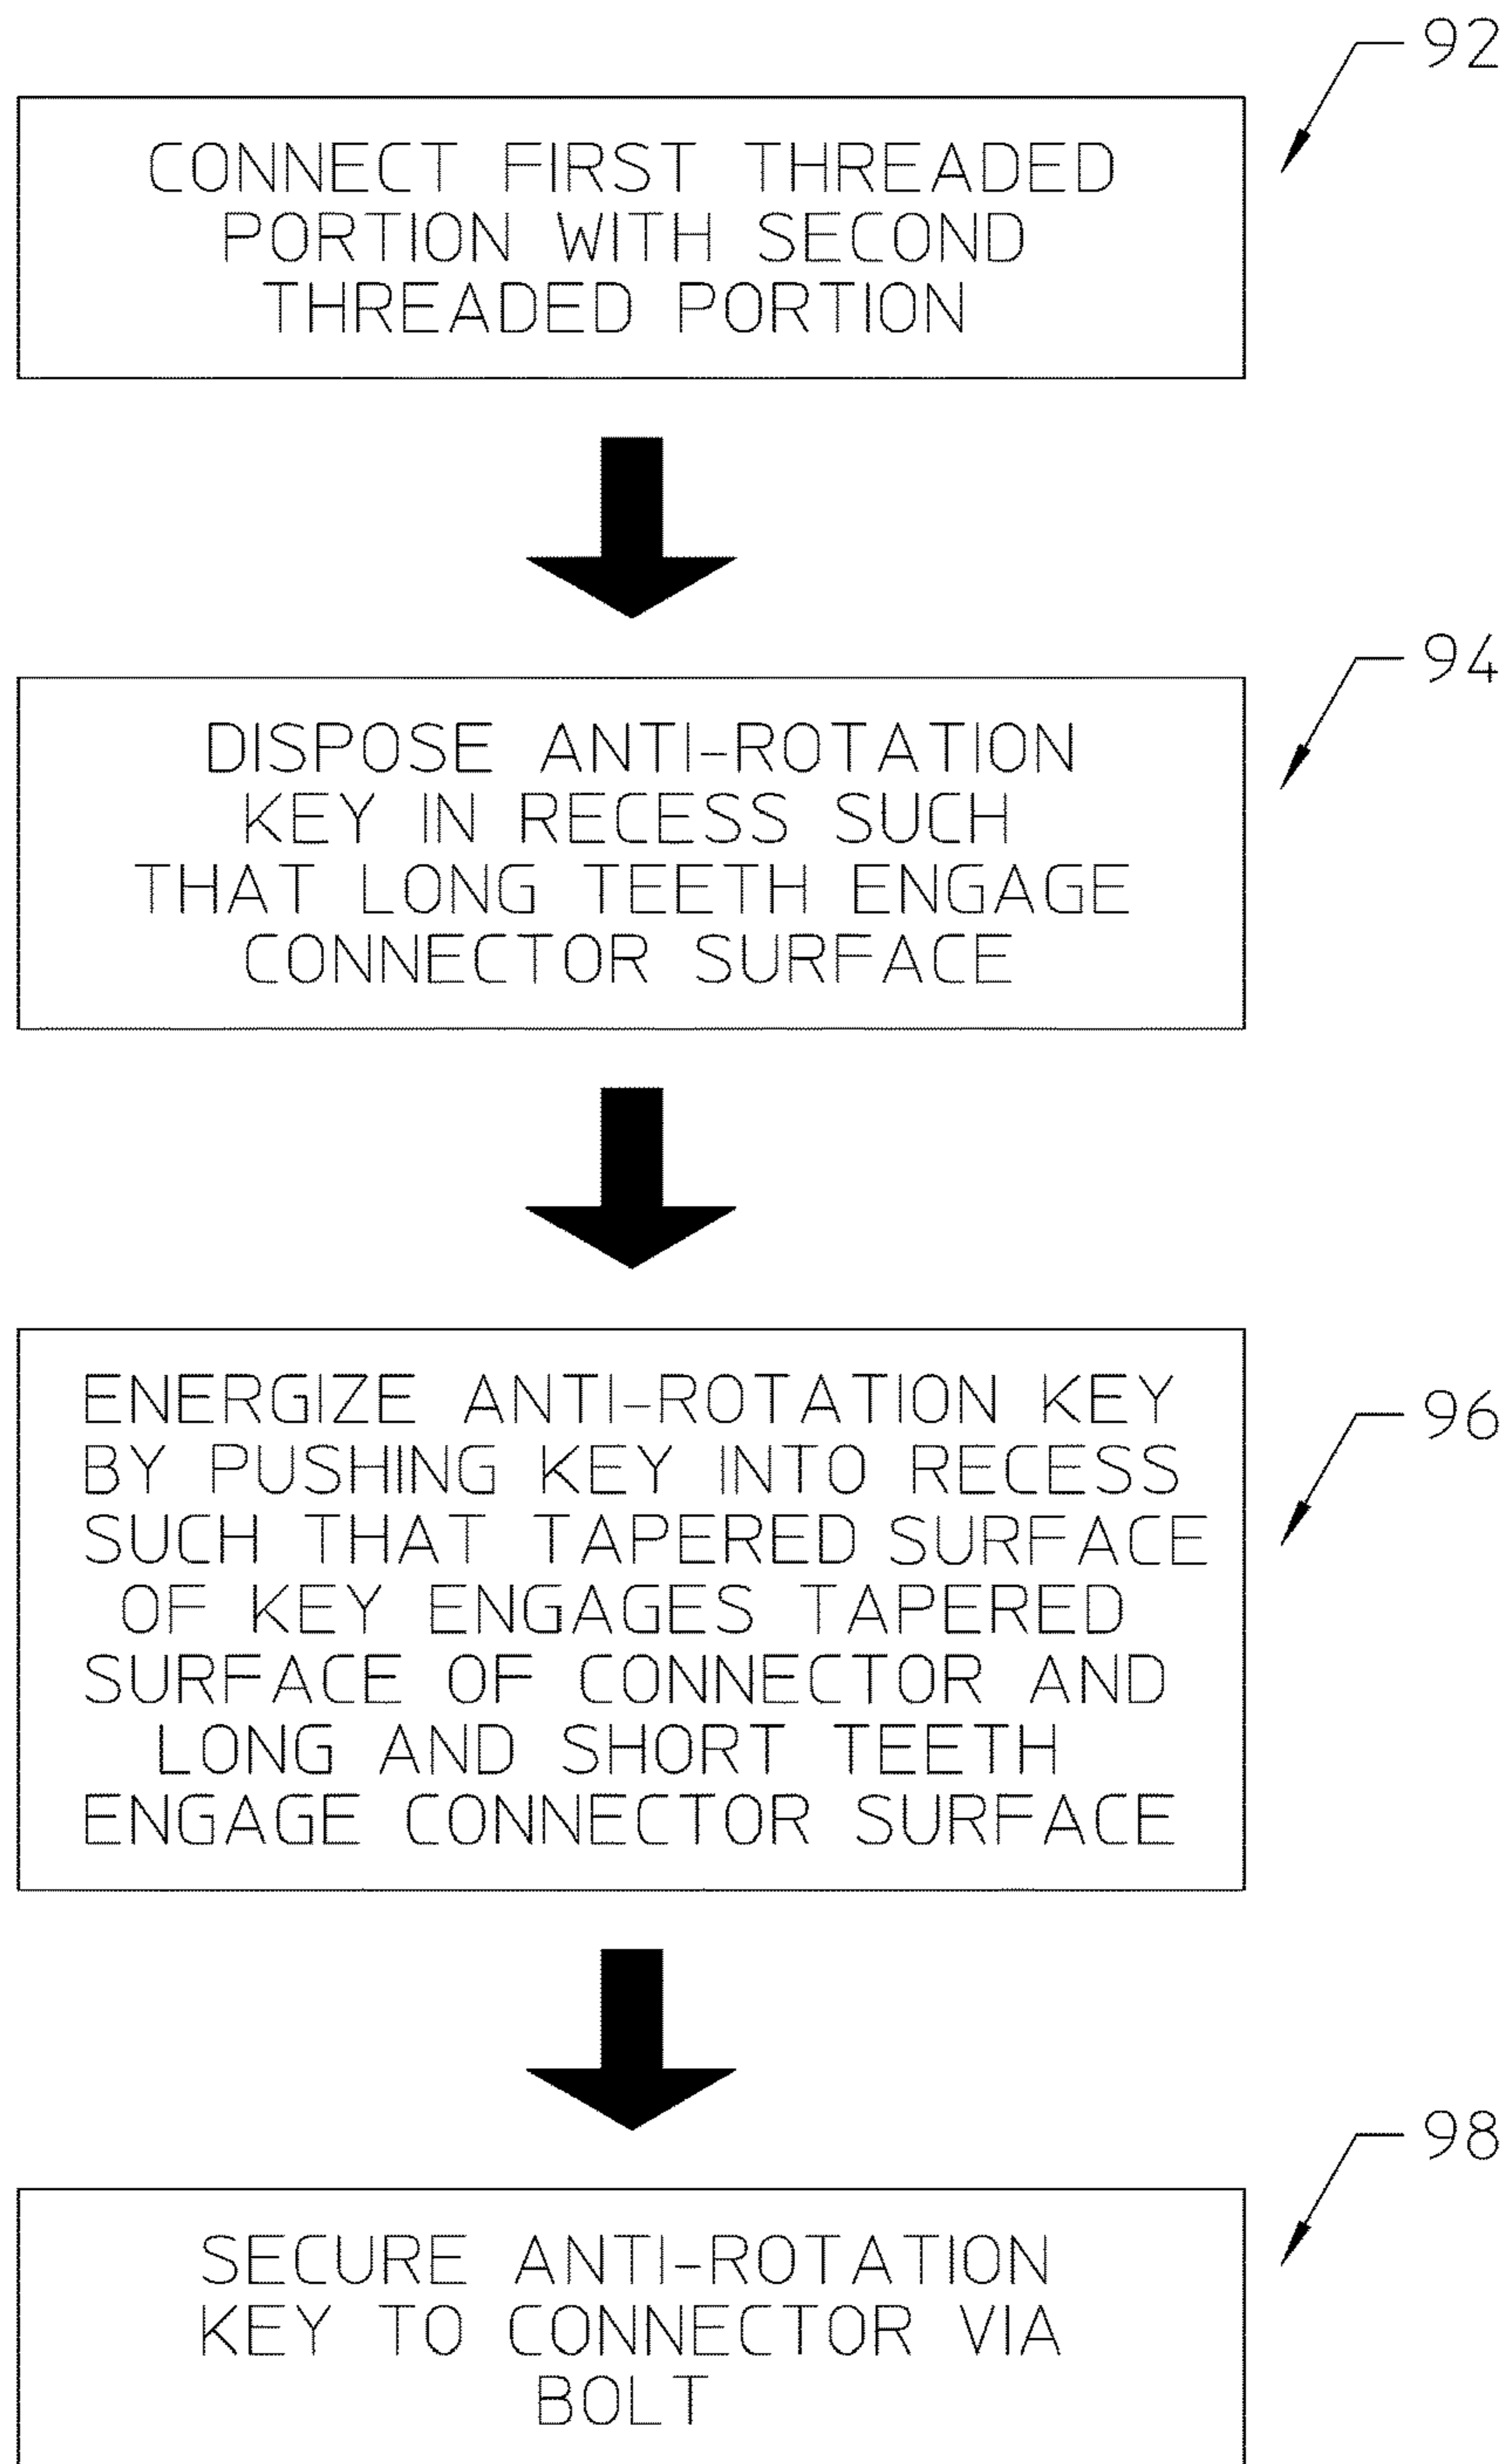 92
CONNECT FIRST THREADED
PORTION WITH SECOND
THREADED PORTION
94
DISPOSE ANTI-ROTATION
KEY IN RECESS SUCH
THAT LONG TEETH ENGAGE
CONNECTOR SURFACE
96
ENERGIZE ANTI-ROTATION KEY
BY PUSHING KEY INTO RECESS
SUCH THAT TAPERED SURFACE
OF KEY ENGAGES TAPERED
SURFACE OF CONNECTOR AND
LONG AND SHORT TEETH
ENGAGE CONNECTOR SURFACE
98
SECURE ANTI-ROTATION
KEY TO CONNECTOR VIA
BOLT